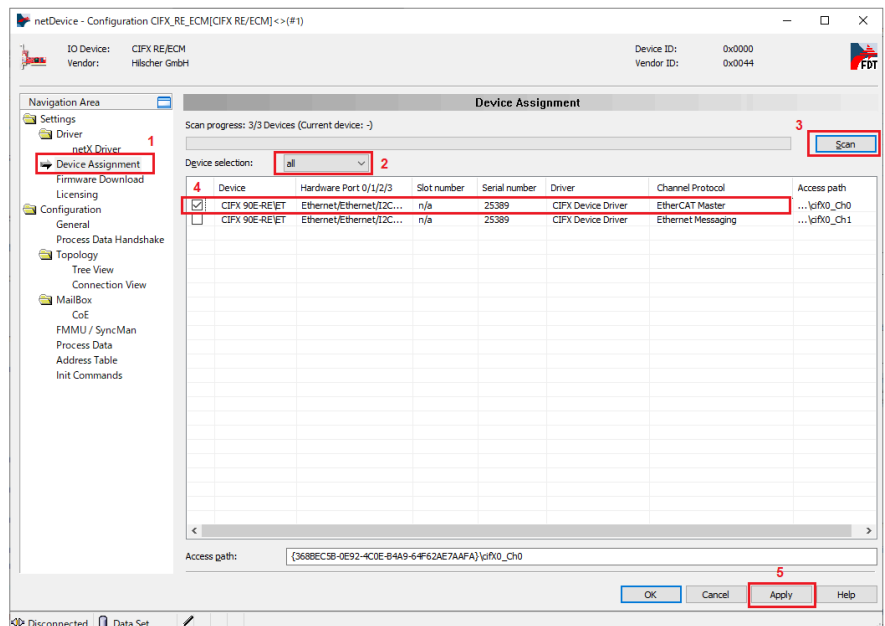 netDevice - Configuration CIFX_RE_ECM[CIFX RE/ECM]<>(#1)
IO Device: CIFX RE/ECM Device ID: 0x0000
Vendor: Hilscher GmbH Vendor ID: 0x0044
FDT
Navigation Area
Settings
Driver
netX Driver
1
Device Assignment
Firmware Download
Licensing
Configuration
General
Process Data Handshake
Topology
Tree View
Connection View
MailBox
CoE
FMMU / SyncMan
Process Data
Address Table
Init Commands
Device Assignment
Scan progress: 3/3 Devices (Current device: -)
3
Scan
Device selection: all 2
4 Device Hardware Port 0/1/2/3 Slot number Serial number Driver Channel Protocol Access path
CIFX 90E-RE\ET Ethernet/Ethernet/I2C... n/a 25389 CIFX Device Driver EtherCAT Master ...\cifX0_Ch0
CIFX 90E-RE\ET Ethernet/Ethernet/I2C... n/a 25389 CIFX Device Driver Ethernet Messaging ...\cifX0_Ch1
Access path: {368BEC5B-0E92-4C0E-B4A9-64F62AE7AAFA}\cifX0_Ch0
5
OK Cancel Apply Help
Disconnected Data Set